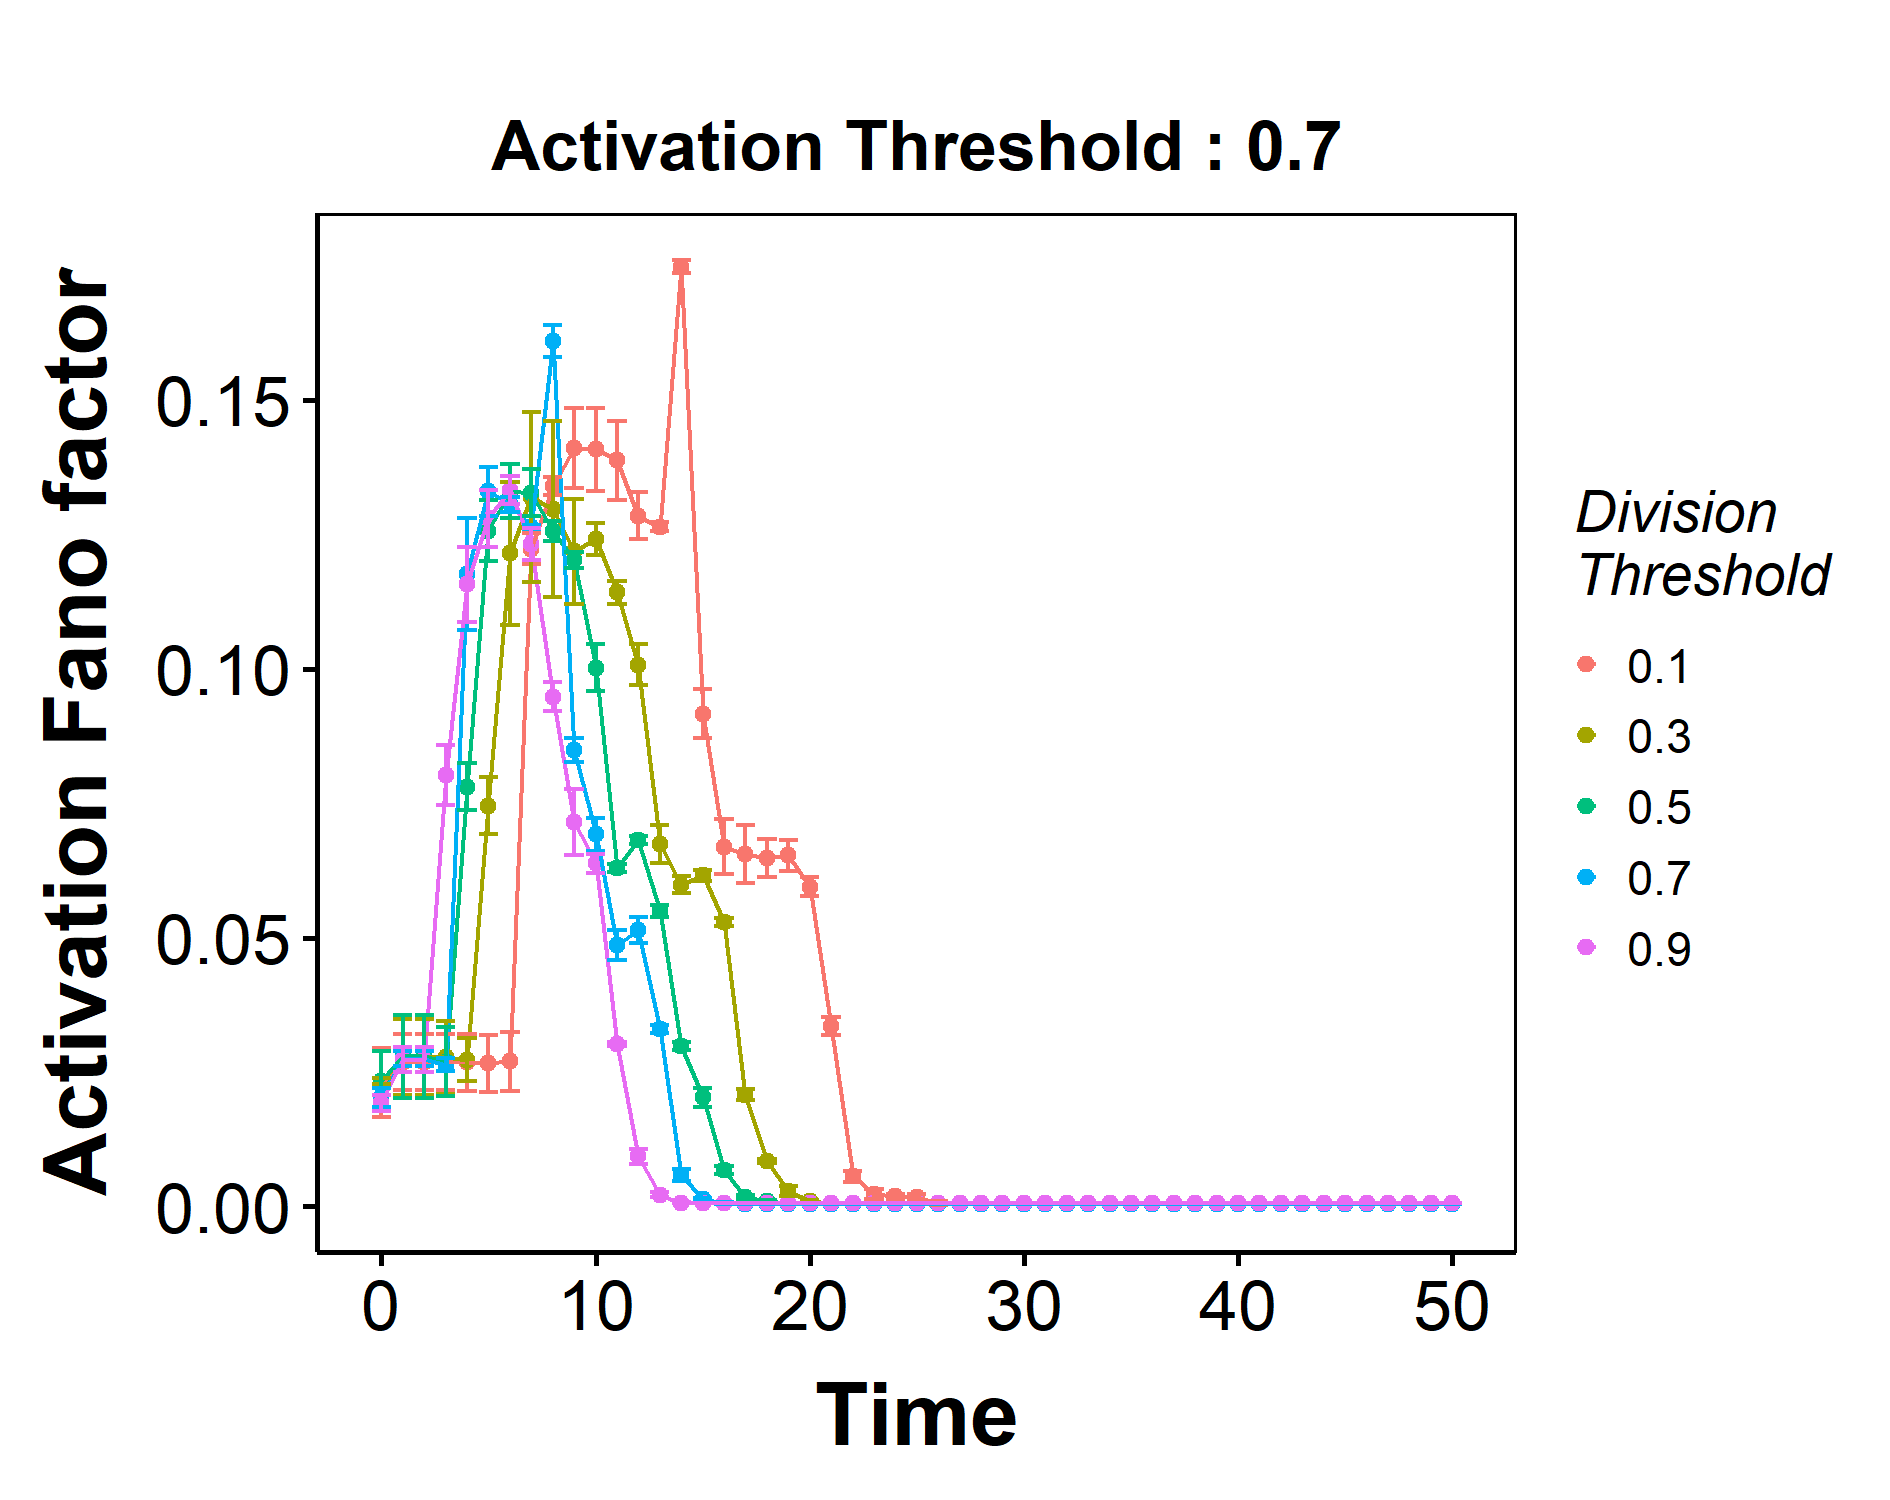 Activation Threshold : 0.7
Activation Fano factor
0.15
0.10
0.05
0.00
0 10 20 30 40 50
Time
Division
Threshold
0.1
0.3
0.5
0.7
0.9